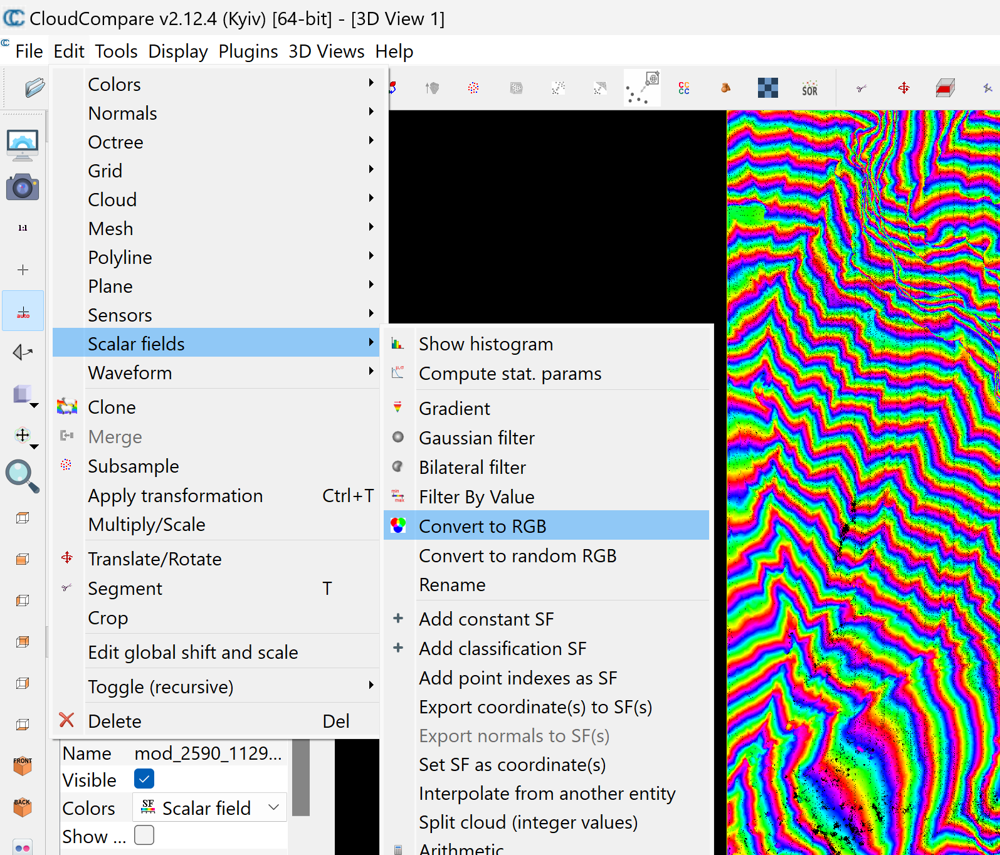 CloudCompare v2.12.4 (Kyiv) [64-bit] - [3D View 1]
File Edit Tools Display Plugins 3D Views Help
Colors
Normals
Octree
Grid
Cloud
Mesh
Polyline
Plane
Sensors
Scalar fields
Waveform
Clone
Merge
Subsample
Apply transformation Ctrl+T
Multiply/Scale
Translate/Rotate
Segment T
Crop
Edit global shift and scale
Toggle (recursive)
Delete Del
Show histogram
μ,σ
Compute stat. params
Gradient
Gaussian filter
Bilateral filter
min
max
Filter By Value
Convert to RGB
Convert to random RGB
Rename
Add constant SF
Add classification SF
Add point indexes as SF
Export coordinate(s) to SF(s)
Export normals to SF(s)
Set SF as coordinate(s)
Interpolate from another entity
Split cloud (integer values)
Arithmetic
CC
CC
SOR
1:1
auto
FRONT
BACK
Name mod_2590_1129...
Visible
Colors SF Scalar field
Show ...